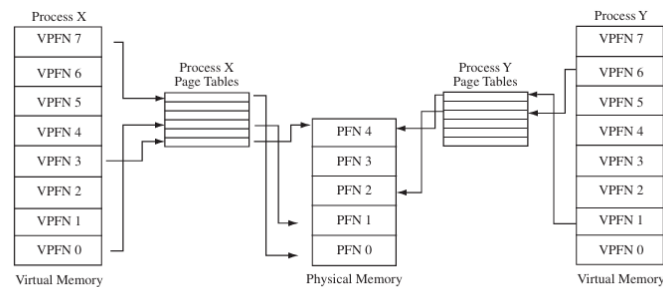 Process X
VPFN 7
VPFN 6
VPFN 5
VPFN 4
VPFN 3
VPFN 2
VPFN 1
VPFN 0
Virtual Memory
Process X
Page Tables
PFN 4
PFN 3
PFN 2
PFN 1
PFN 0
Physical Memory
Process Y
Page Tables
Process Y
VPFN 7
VPFN 6
VPFN 5
VPFN 4
VPFN 3
VPFN 2
VPFN 1
VPFN 0
Virtual Memory